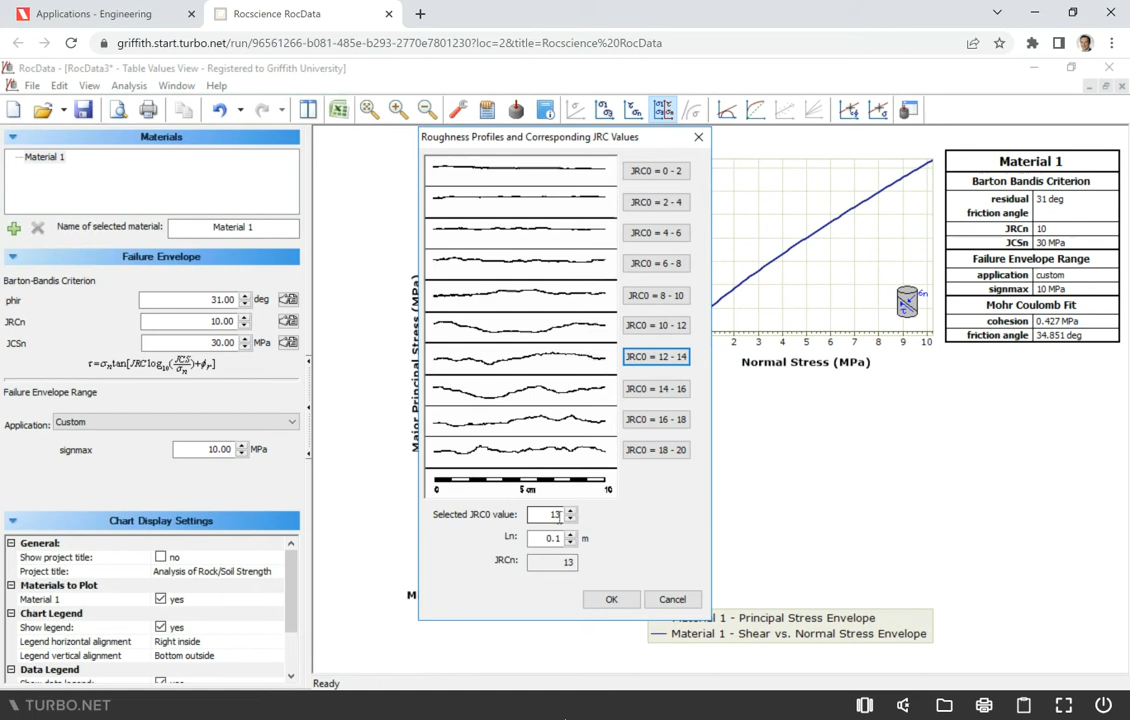 Applications - Engineering
Rocscience RocData
griffith.start.turbo.net/run/96561266-b081-485e-b293-2770e7801230?loc=2&title=Rocscience%20RocData
RocData - [RocData3* - Table Values View - Registered to Griffith University]
File Edit View Analysis Window Help
Materials
Material 1
Name of selected material: Material 1
Failure Envelope
Barton-Bandis Criterion
phir 31.00 deg
JRCn 10.00
JCSn 30.00 MPa
τ=σn tan[JRC log10(JCS/σn)+ϕr]
Failure Envelope Range
Application: Custom
signmax 10.00 MPa
Chart Display Settings
General:
Show project title: no
Project title: Analysis of Rock/Soil Strength
Materials to Plot
Material 1 yes
Chart Legend
Show legend: yes
Legend horizontal alignment Right inside
Legend vertical alignment Bottom outside
Data Legend
Roughness Profiles and Corresponding JRC Values
JRC0 = 0 - 2
JRC0 = 2 - 4
JRC0 = 4 - 6
JRC0 = 6 - 8
JRC0 = 8 - 10
JRC0 = 10 - 12
JRC0 = 12 - 14
JRC0 = 14 - 16
JRC0 = 16 - 18
JRC0 = 18 - 20
0 5 cm 10
Selected JRC0 value: 13
Ln: 0.1 m
JRCn: 13
OK Cancel
Major Principal Stress (MPa)
2 3 4 5 6 7 8 9 10
Normal Stress (MPa)
σn
τ
Material 1
Barton Bandis Criterion
residual friction angle 31 deg
JRCn 10
JCSn 30 MPa
Failure Envelope Range
application custom
signmax 10 MPa
Mohr Coulomb Fit
cohesion 0.427 MPa
friction angle 34.851 deg
Material 1 - Principal Stress Envelope
Material 1 - Shear vs. Normal Stress Envelope
Ready
TURBO.NET